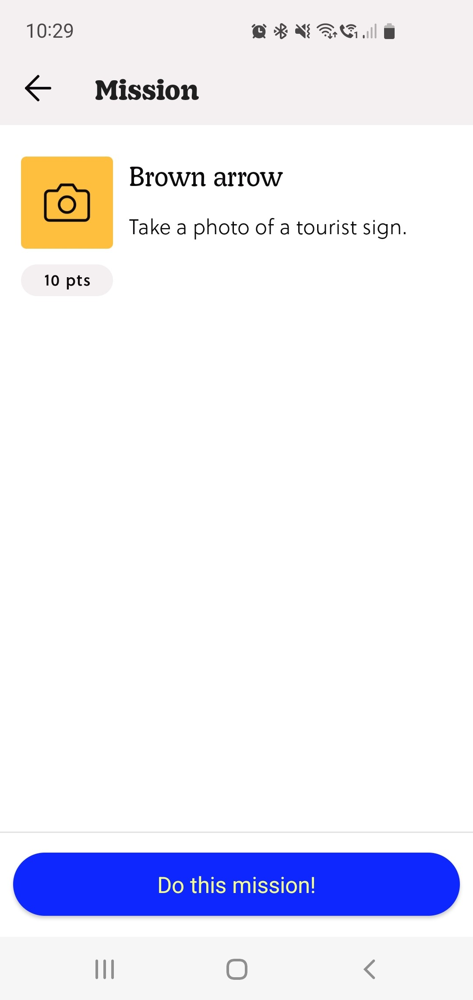 10:29
Mission
Brown arrow
Take a photo of a tourist sign.
10 pts
Do this mission!